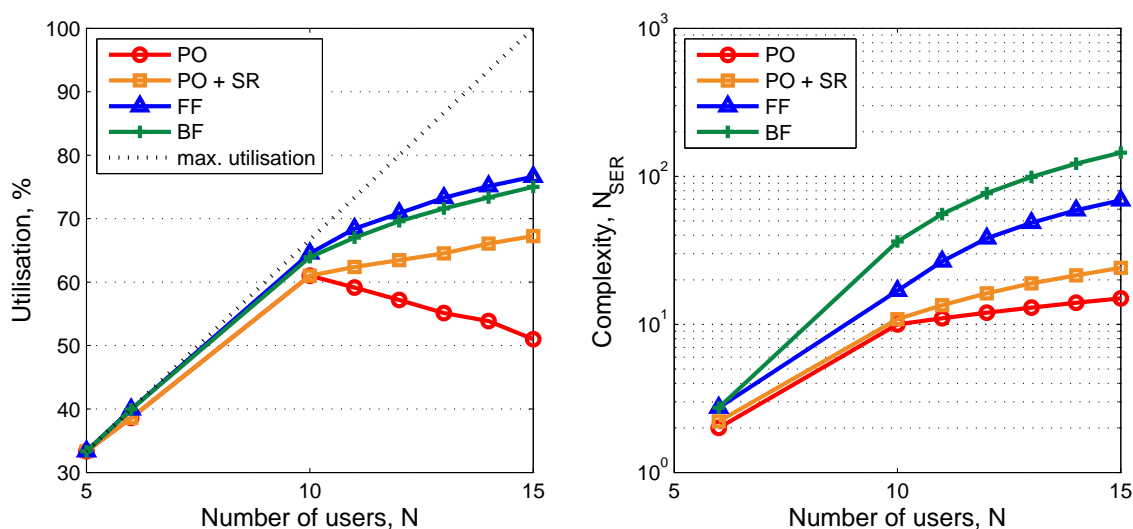 100
90
80
70
60
50
40
30
5
10
15
Utilisation, %
Number of users, N
PO
PO + SR
FF
BF
max. utilisation
10^3
10^2
10^1
10^0
5
10
15
Complexity, N_SER
Number of users, N
PO
PO + SR
FF
BF